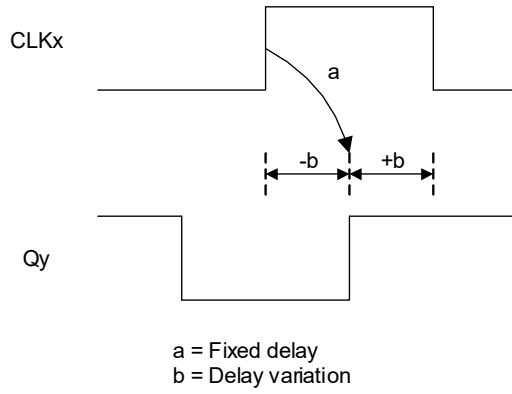 CLKx
a
-b
+b
Qy
a = Fixed delay
b = Delay variation